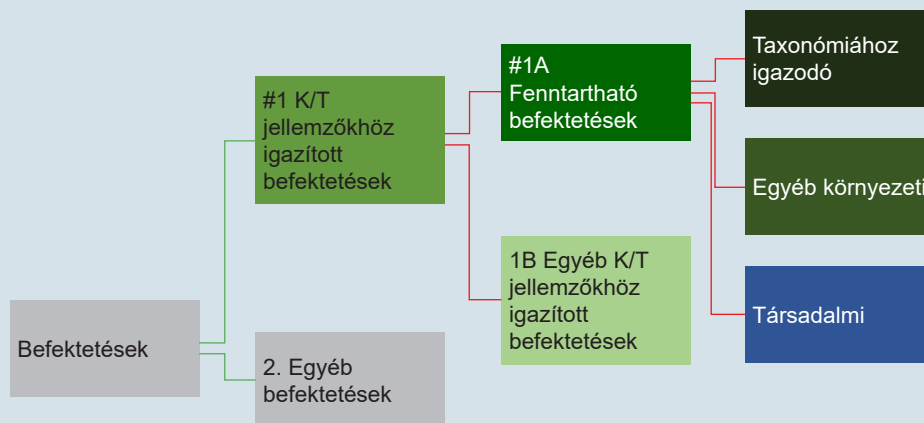 Befektetések
#1 K/T
jellemzőkhöz
igazított
befektetések
2. Egyéb
befektetések
#1A
Fenntartható
befektetések
1B Egyéb K/T
jellemzőkhöz
igazított
befektetések
Taxonómiához
igazodó
Egyéb környezeti
Társadalmi